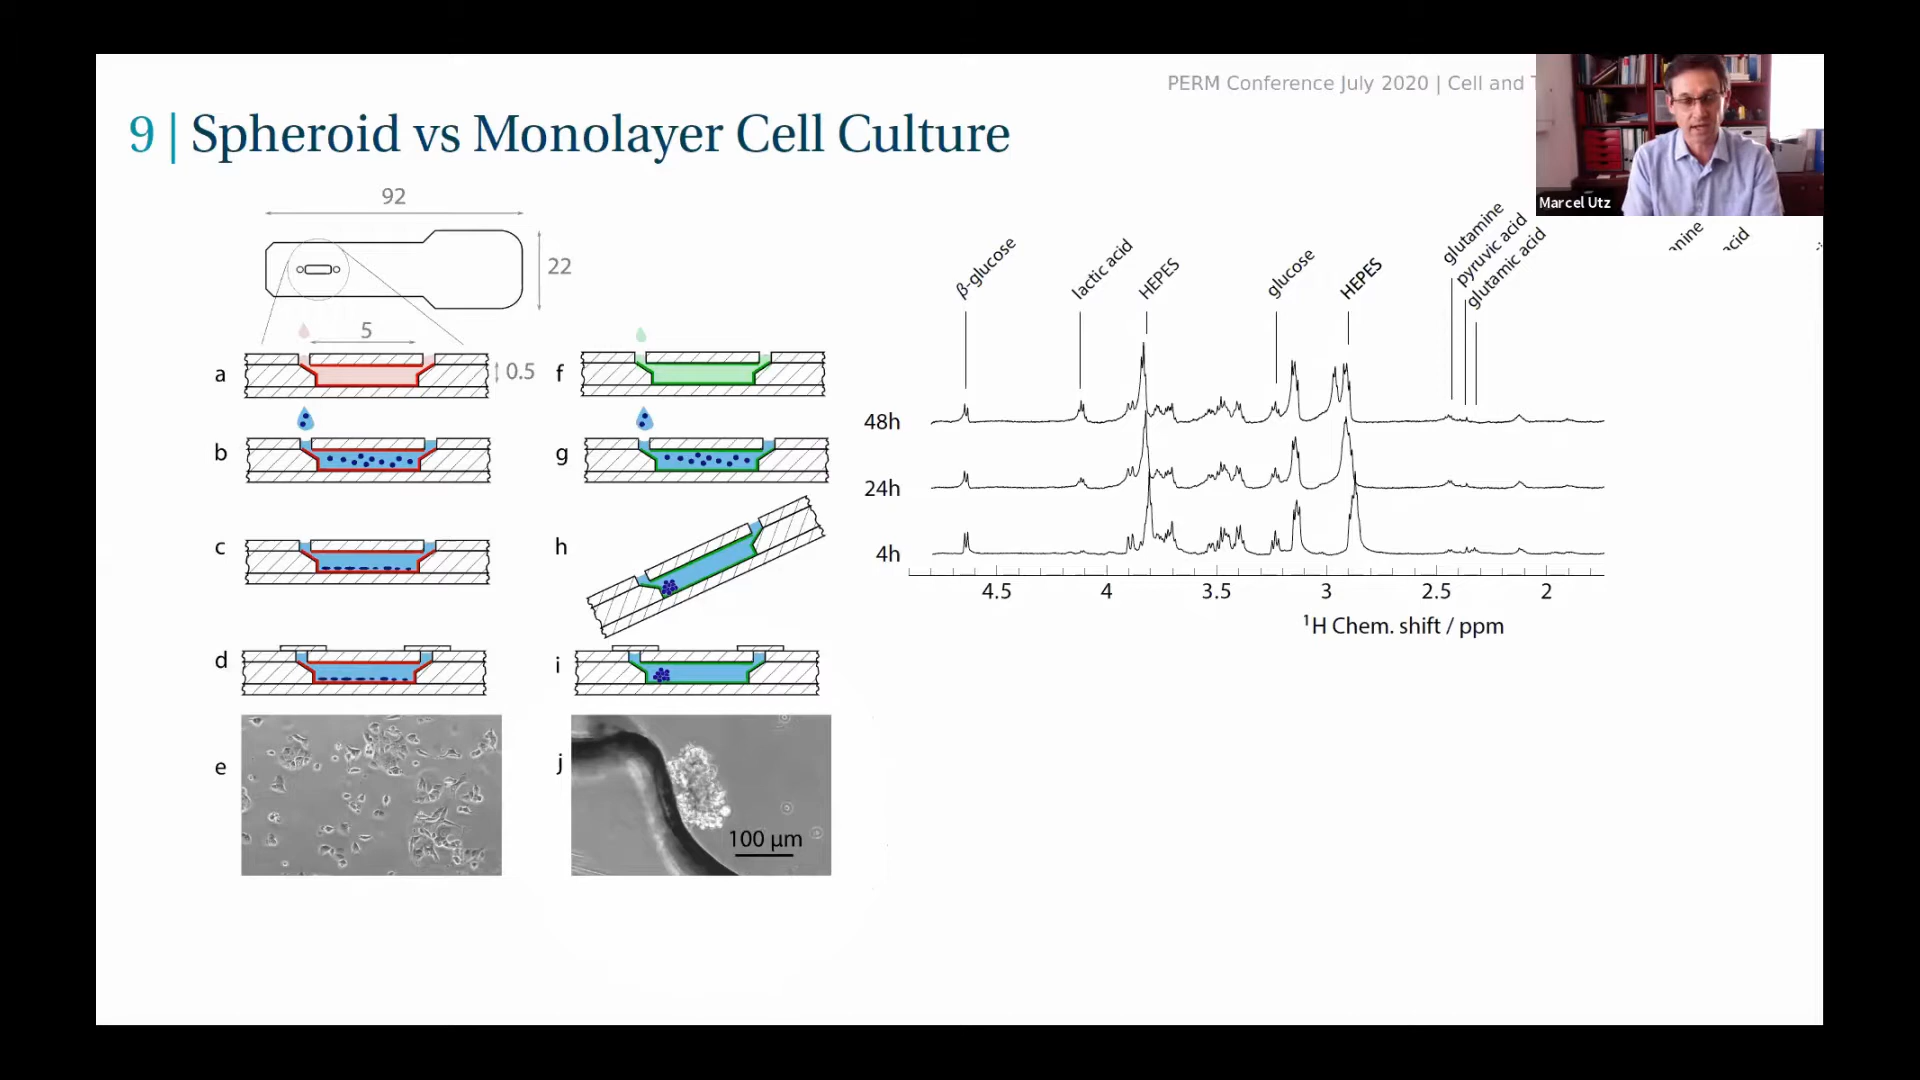 PERM Conference July 2020 | Cell and
9 | Spheroid vs Monolayer Cell Culture
Marcel Utz
92
22
5
0.5
a
b
c
d
e
f
g
h
i
j
100 µm
β-glucose
lactic acid
HEPES
glucose
HEPES
glutamine
pyruvic acid
glutamic acid
acid
48h
24h
4h
4.5 4 3.5 3 2.5 2
¹H Chem. shift / ppm